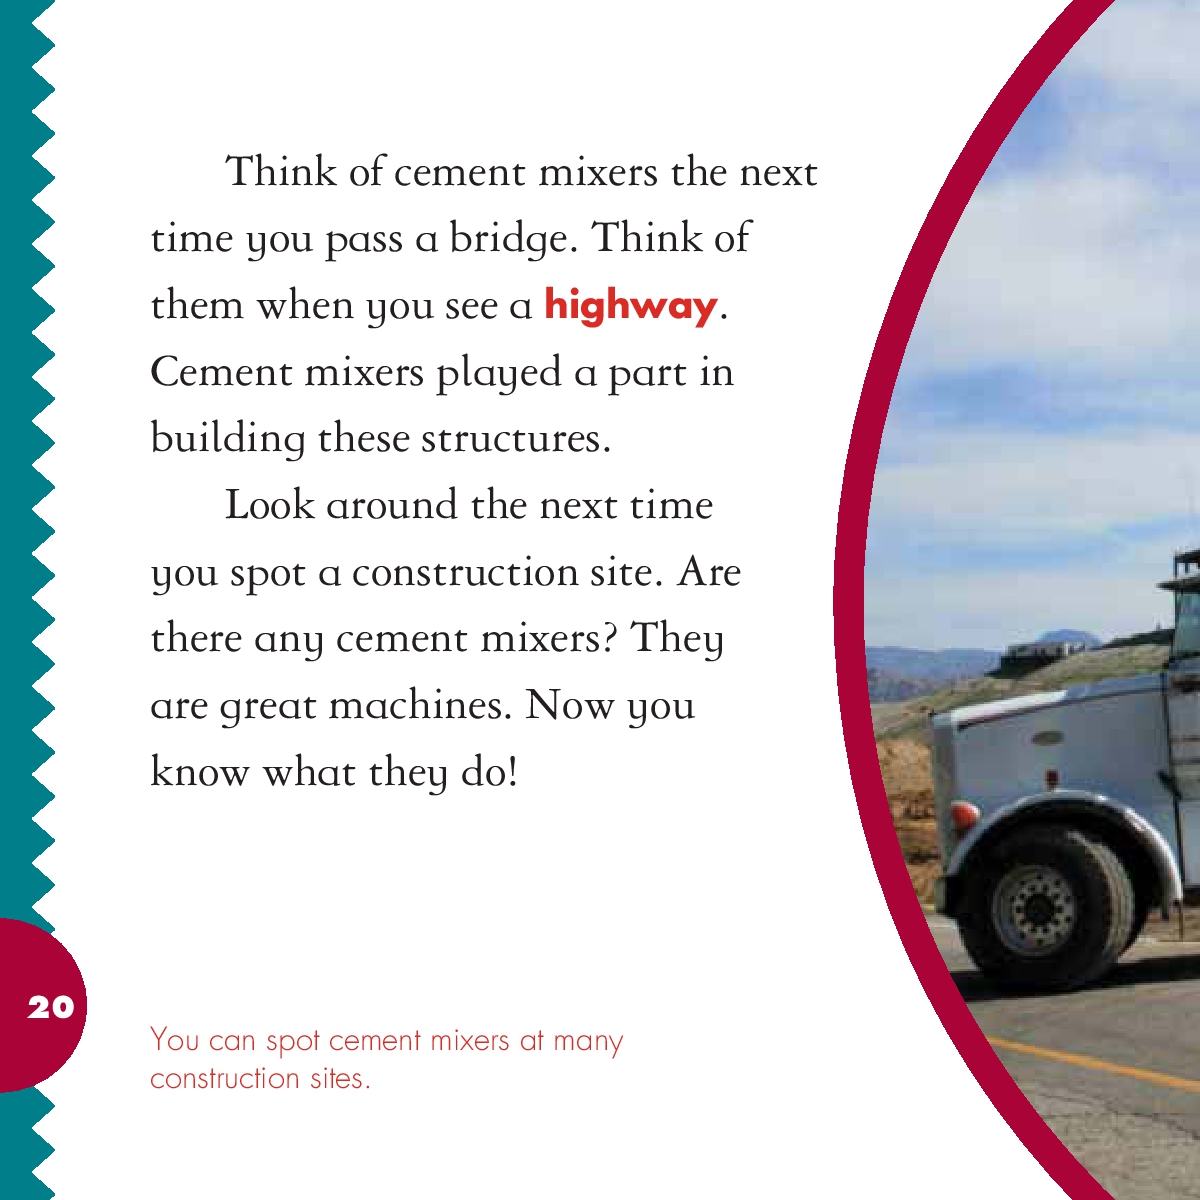 Think of cement mixers the next
time you pass a bridge. Think of
them when you see a highway.
Cement mixers played a part in
building these structures.
Look around the next time
you spot a construction site. Are
there any cement mixers? They
are great machines. Now you
know what they do!
20
You can spot cement mixers at many
construction sites.